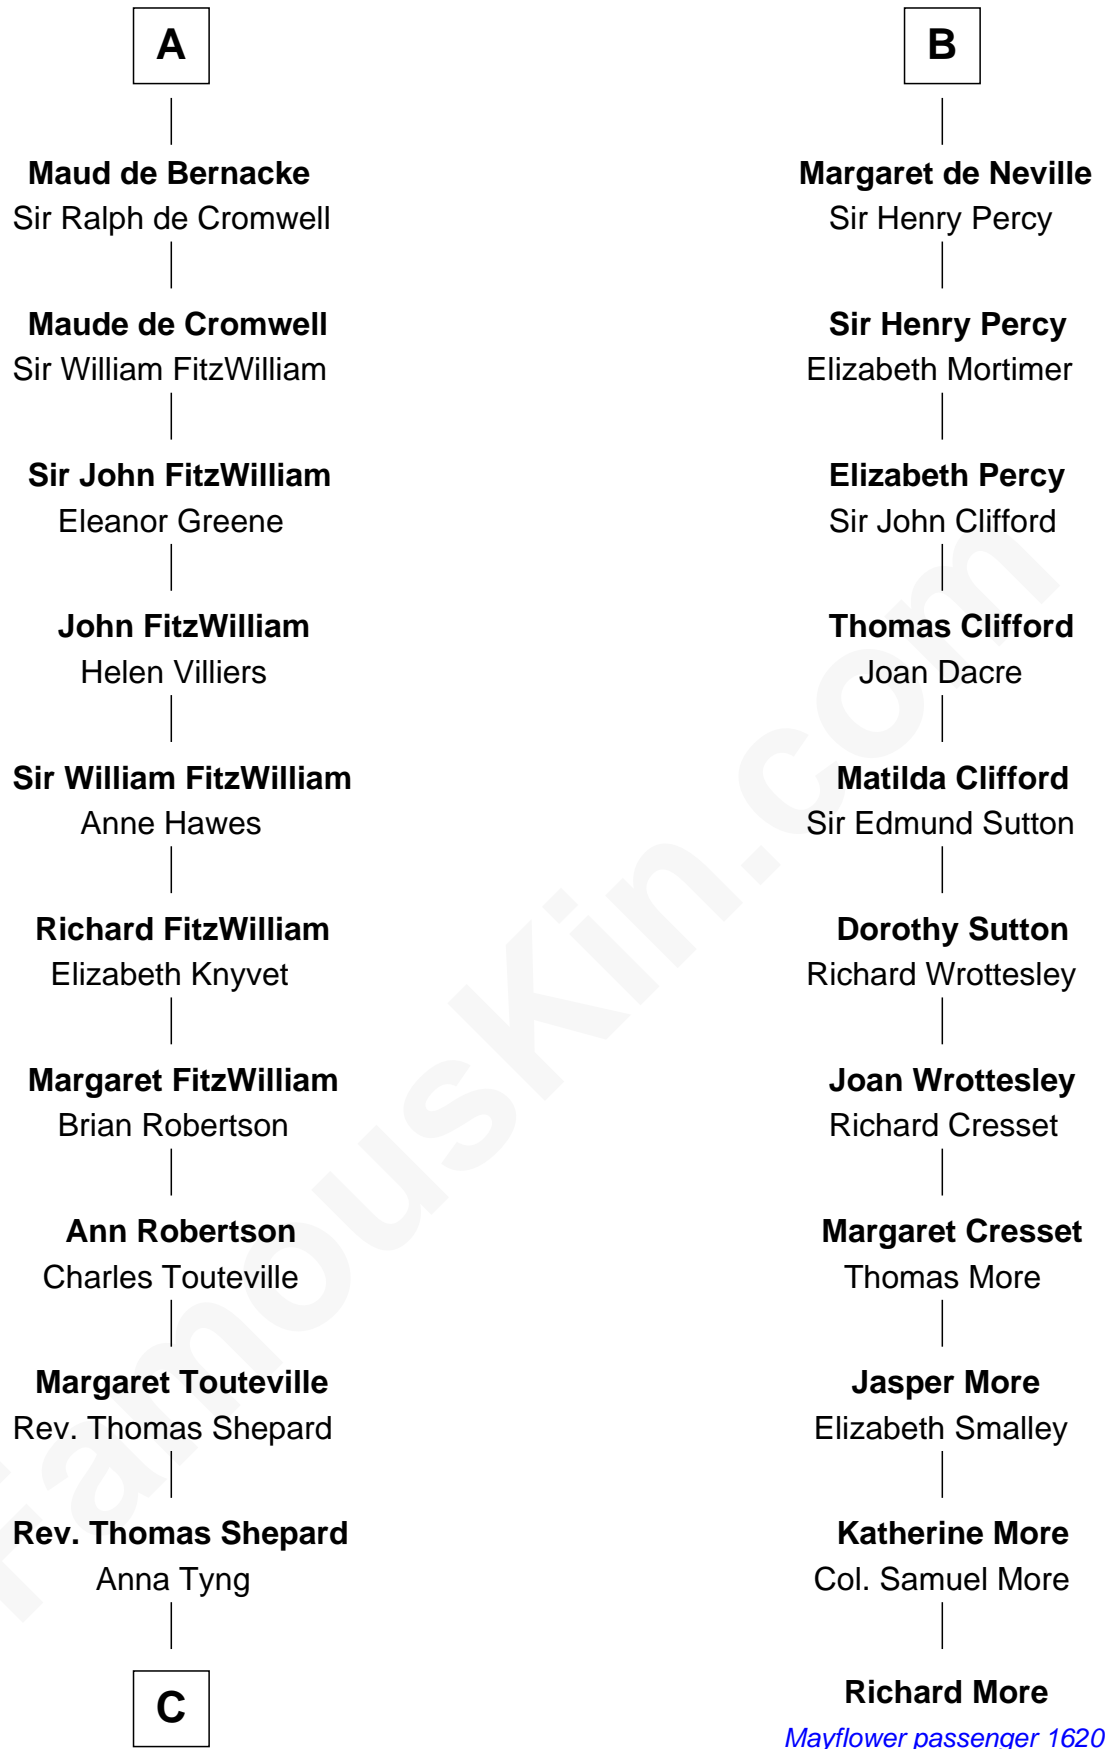 A
Maud de Bernacke
Sir Ralph de Cromwell
Maude de Cromwell
Sir William FitzWilliam
Sir John FitzWilliam
Eleanor Greene
John FitzWilliam
Helen Villiers
Sir William FitzWilliam
Anne Hawes
Richard FitzWilliam
Elizabeth Knyvet
Margaret FitzWilliam
Brian Robertson
Ann Robertson
Charles Touteville
Margaret Touteville
Rev. Thomas Shepard
Rev. Thomas Shepard
Anna Tyng
C
B
Margaret de Neville
Sir Henry Percy
Sir Henry Percy
Elizabeth Mortimer
Elizabeth Percy
Sir John Clifford
Thomas Clifford
Joan Dacre
Matilda Clifford
Sir Edmund Sutton
Dorothy Sutton
Richard Wrottesley
Joan Wrottesley
Richard Cresset
Margaret Cresset
Thomas More
Jasper More
Elizabeth Smalley
Katherine More
Col. Samuel More
Richard More
Mayflower passenger 1620
FamousKin.com